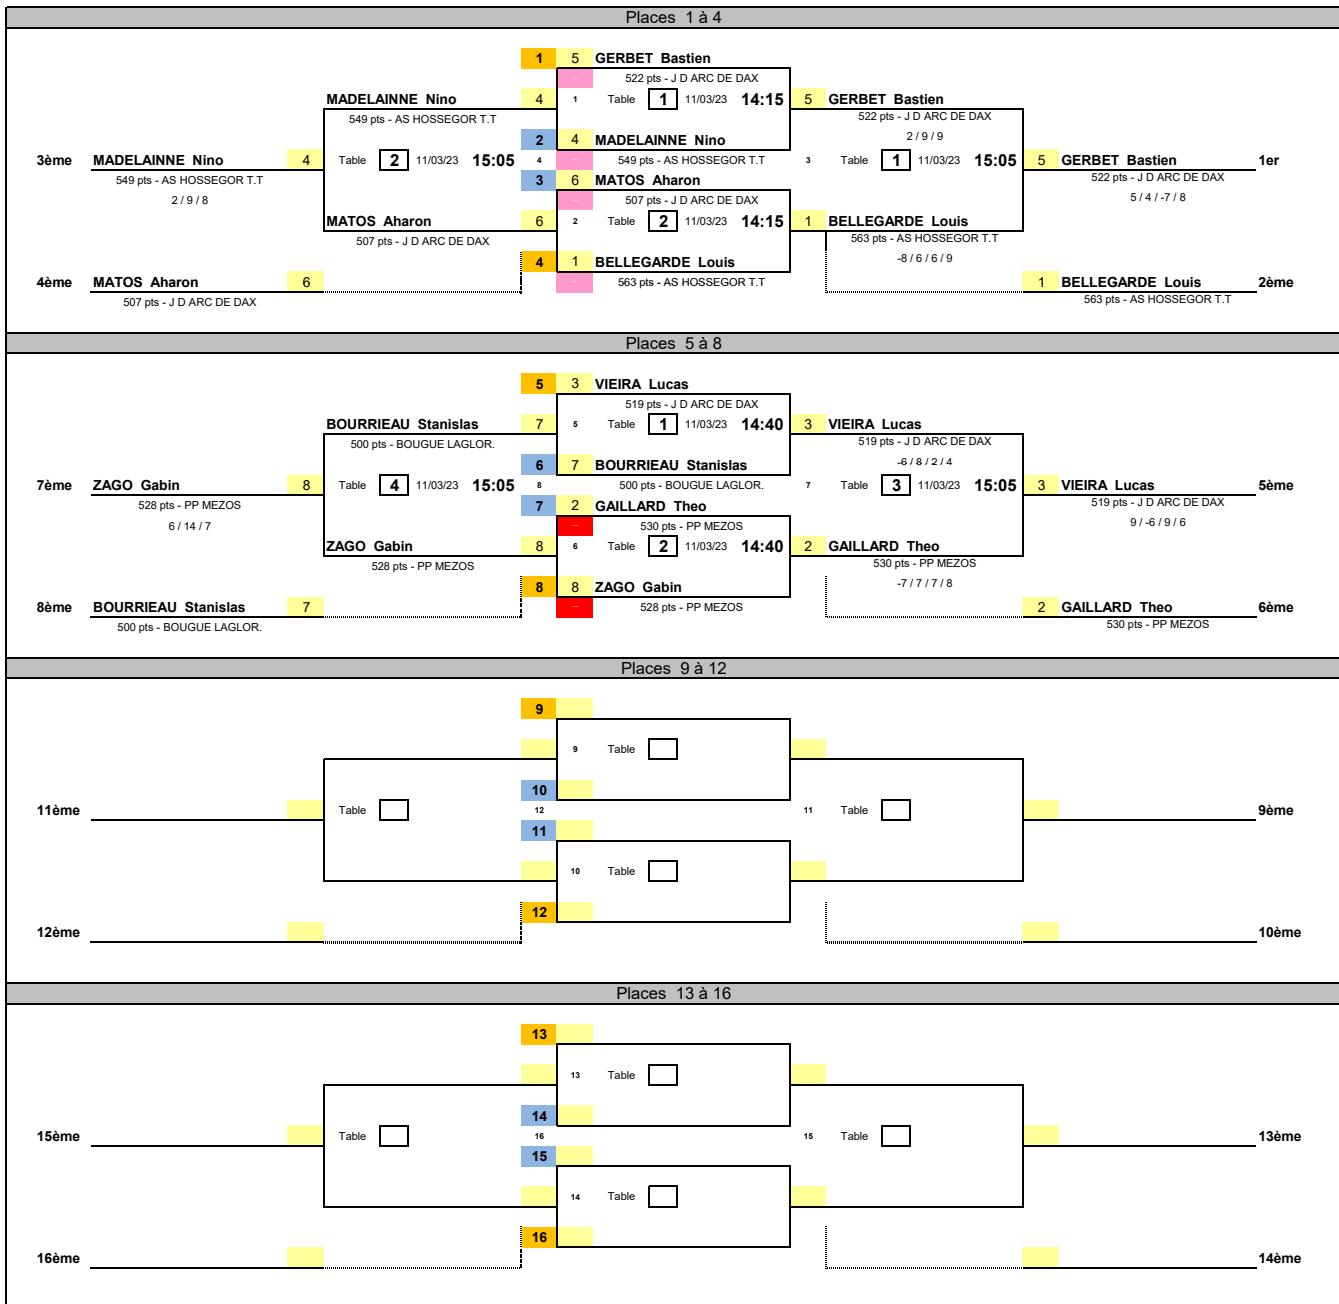 Places 1 à 4
1 5 GERBET Bastien
522 pts - J D ARC DE DAX
MADELAINNE Nino 4 1 Table 1 11/03/23 14:15 5 GERBET Bastien
549 pts - AS HOSSEGOR T.T 522 pts - J D ARC DE DAX
2 / 9 / 9
2 4 MADELAINNE Nino
3ème MADELAINNE Nino 4 Table 2 11/03/23 15:05 4 549 pts - AS HOSSEGOR T.T 3 Table 1 11/03/23 15:05 5 GERBET Bastien 1er
549 pts - AS HOSSEGOR T.T 3 6 MATOS Aharon 522 pts - J D ARC DE DAX
2 / 9 / 8 507 pts - J D ARC DE DAX 5 / 4 / -7 / 8
MATOS Aharon 6 2 Table 2 11/03/23 14:15 1 BELLEGARDE Louis
507 pts - J D ARC DE DAX 563 pts - AS HOSSEGOR T.T
-8 / 6 / 6 / 9
4 1 BELLEGARDE Louis
4ème MATOS Aharon 6 563 pts - AS HOSSEGOR T.T 1 BELLEGARDE Louis 2ème
507 pts - J D ARC DE DAX 563 pts - AS HOSSEGOR T.T
Places 5 à 8
5 3 VIEIRA Lucas
519 pts - J D ARC DE DAX
BOURRIEAU Stanislas 7 5 Table 1 11/03/23 14:40 3 VIEIRA Lucas
500 pts - BOUGUE LAGLOR. 519 pts - J D ARC DE DAX
-6 / 8 / 2 / 4
6 7 BOURRIEAU Stanislas
7ème ZAGO Gabin 8 Table 4 11/03/23 15:05 8 500 pts - BOUGUE LAGLOR. 7 Table 3 11/03/23 15:05 3 VIEIRA Lucas 5ème
528 pts - PP MEZOS 7 2 GAILLARD Theo 519 pts - J D ARC DE DAX
6 / 14 / 7 530 pts - PP MEZOS 9 / -6 / 9 / 6
ZAGO Gabin 8 6 Table 2 11/03/23 14:40 2 GAILLARD Theo
528 pts - PP MEZOS 530 pts - PP MEZOS
-7 / 7 / 7 / 8
8 8 ZAGO Gabin
8ème BOURRIEAU Stanislas 7 528 pts - PP MEZOS 2 GAILLARD Theo 6ème
500 pts - BOUGUE LAGLOR. 530 pts - PP MEZOS
Places 9 à 12
9
9 Table
10
11ème Table 12 11 Table 9ème
11
10 Table
12
12ème 10ème
Places 13 à 16
13
13 Table
14
15ème Table 16 15 Table 13ème
15
14 Table
16
16ème 14ème